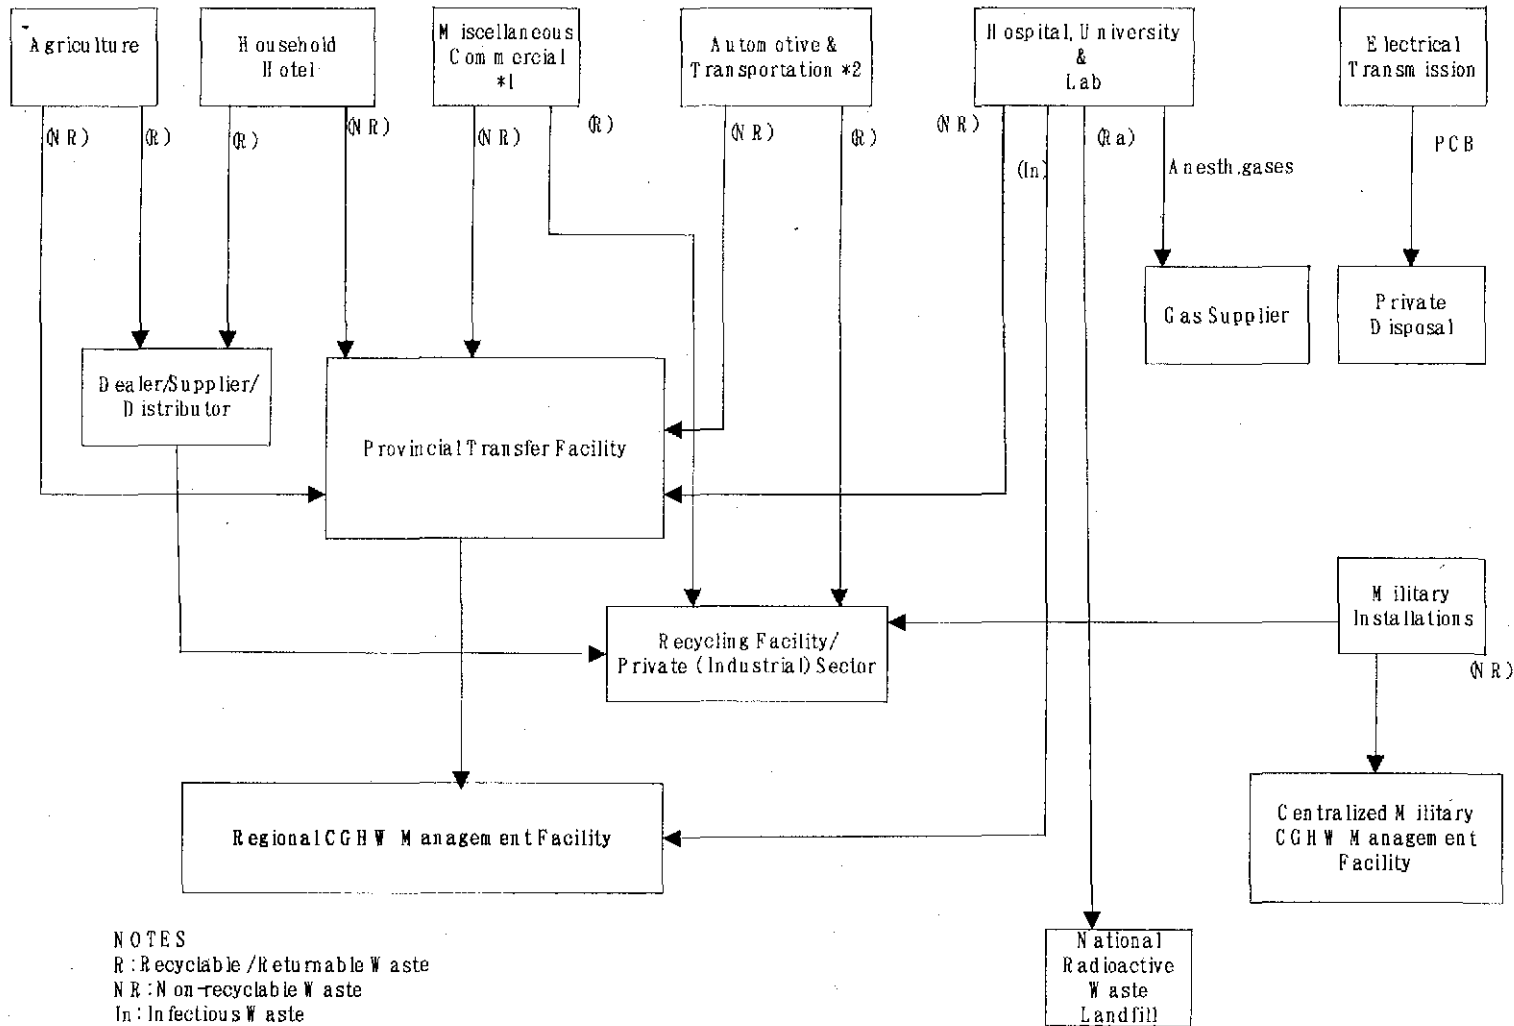 Agriculture
Household
Hotel
Miscellaneous
Commercial
*1
Automotive &
Transportation *2
Hospital, University
&
Lab
Electrical
Transmission
(NR)
(R)
(R)
(NR)
(NR)
(R)
(NR)
(R)
(NR)
(In)
(Ra)
Anesth.gases
PCB
Gas Supplier
Private
Disposal
Dealer/Supplier/
Distributor
Provincial Transfer Facility
Military
Installations
(NR)
Recycling Facility/
Private (Industrial) Sector
Regional CGHW Management Facility
Centralized Military
CGHW Management
Facility
National
Radioactive
Waste
Landfill
NOTES
R:Recyclable/Returnable Waste
NR:Non-recyclable Waste
In:Infectious Waste